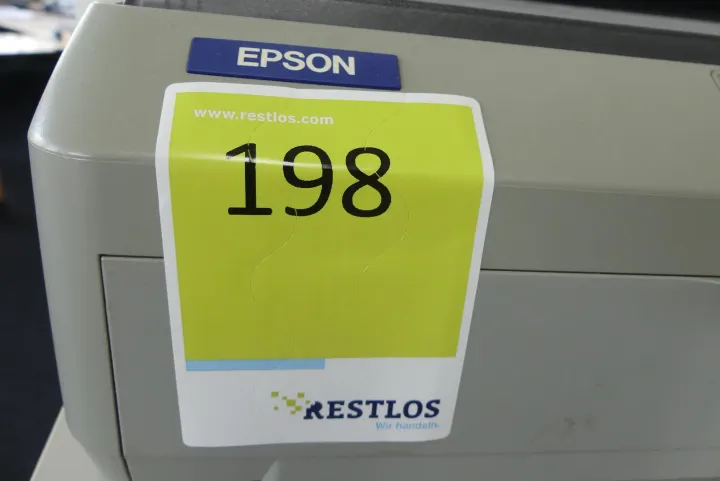 EPSON
www.restlos.com
198
RESTLOS
Wir handeln.